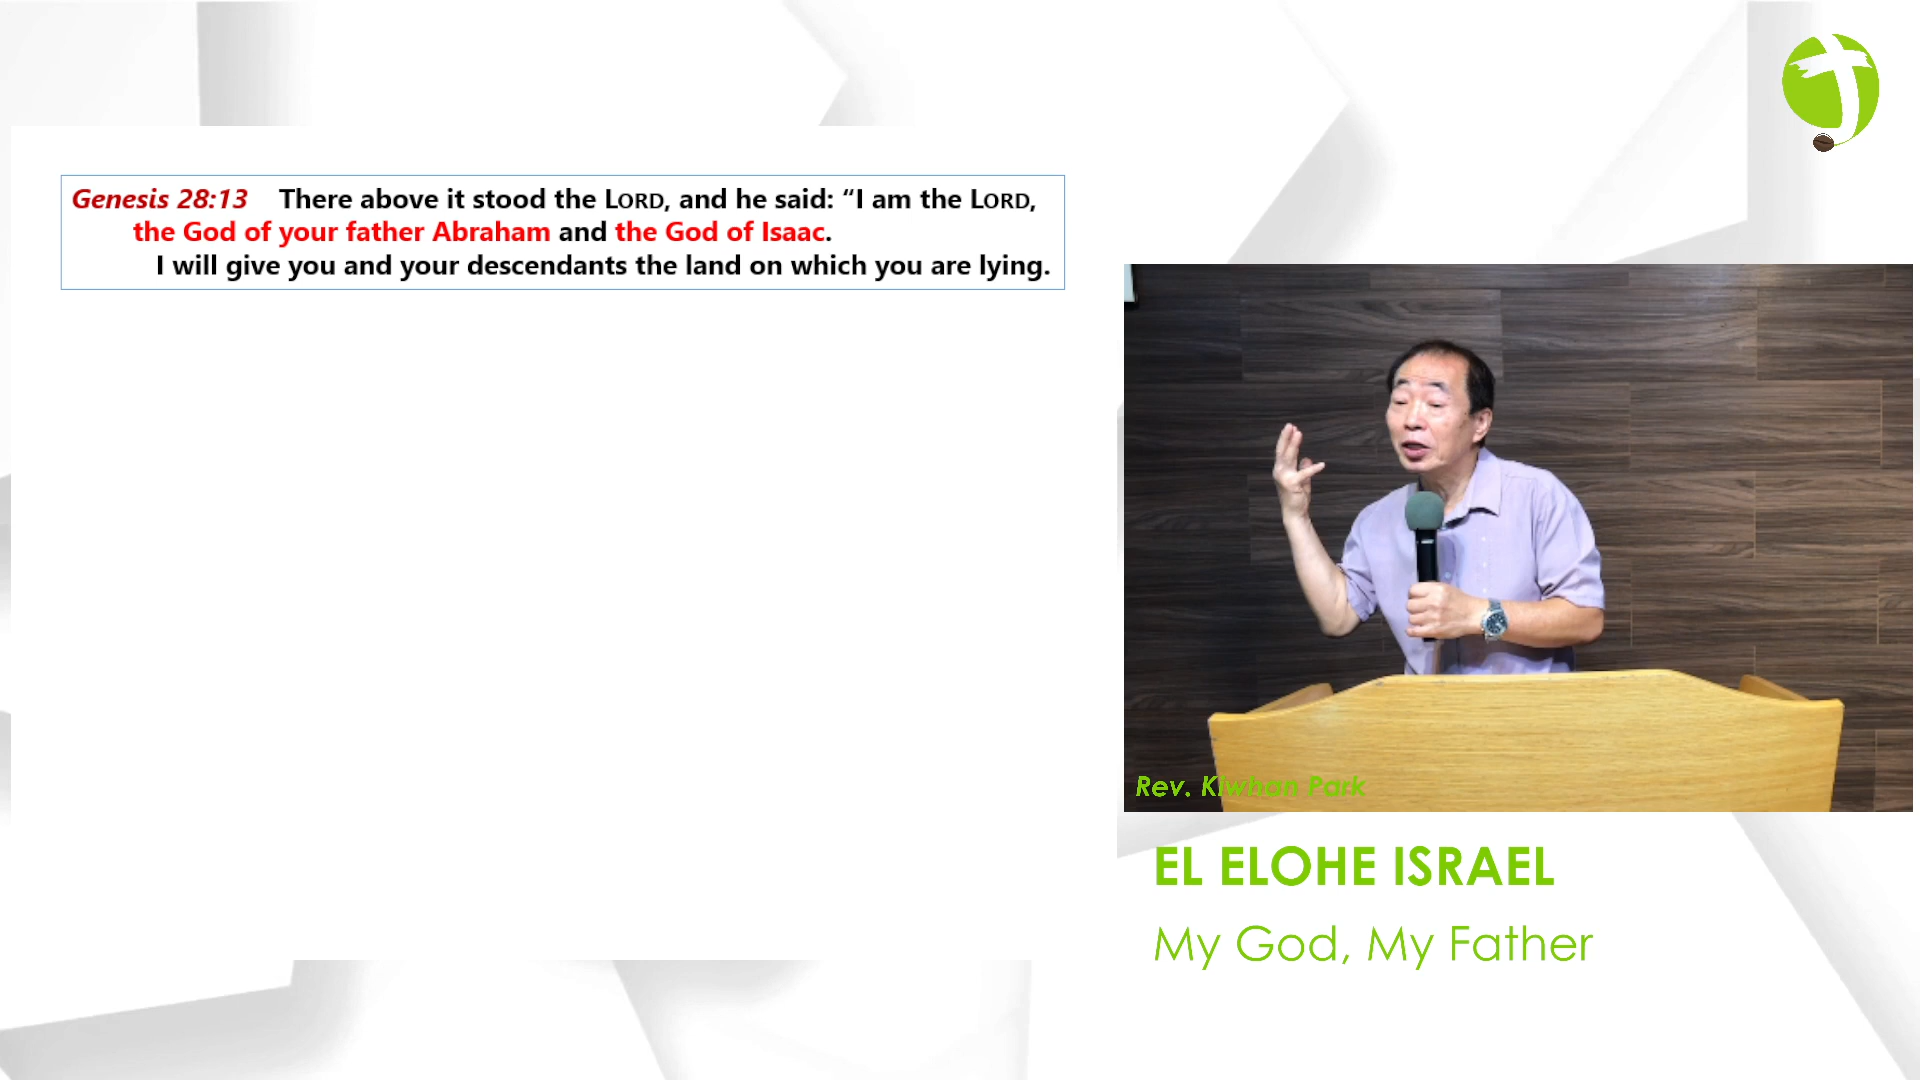 Genesis 28:13 There above it stood the LORD, and he said: “I am the LORD,
the God of your father Abraham and the God of Isaac.
I will give you and your descendants the land on which you are lying.
Rev. Kiwhan Park
EL ELOHE ISRAEL
My God, My Father